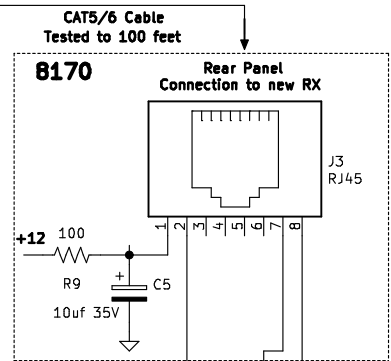 CAT5/6 Cable
Tested to 100 feet
8170
Rear Panel
Connection to new RX
J3
RJ45
1 2 3 4 5 6 7 8
+12
100
R9
+
C5
10uf 35V